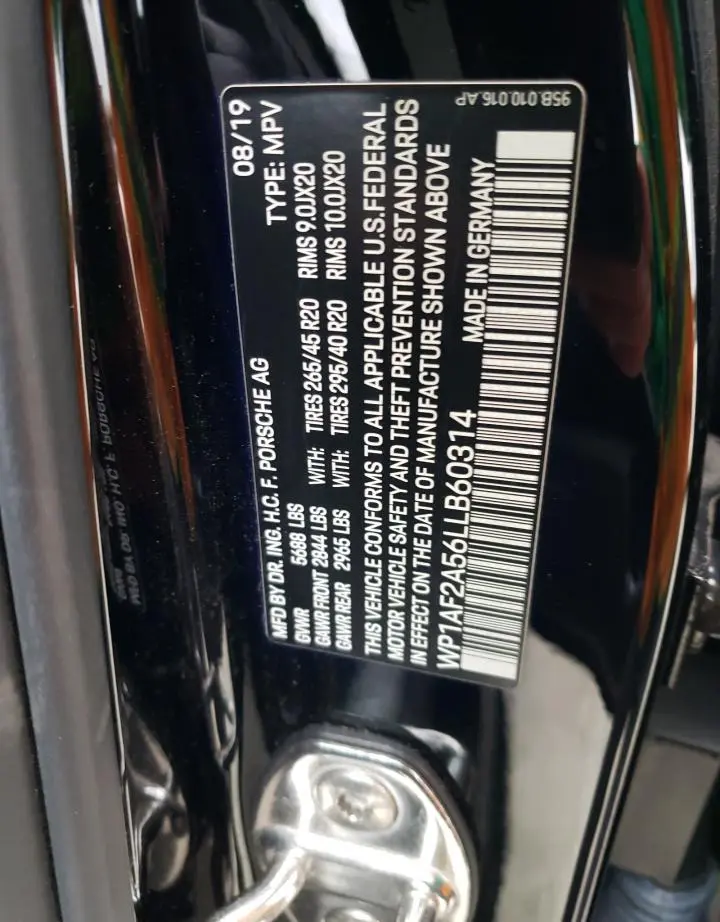 MFD BY DR. ING. H.C. F. PORSCHE AG 08/19
GVWR 5688 LBS TYPE: MPV
GAWR FRONT 2844 LBS WITH: TIRES 265/45 R20 RIMS 9.0JX20
GAWR REAR 2965 LBS WITH: TIRES 295/40 R20 RIMS 10.0JX20
THIS VEHICLE CONFORMS TO ALL APPLICABLE U.S.FEDERAL
MOTOR VEHICLE SAFETY AND THEFT PREVENTION STANDARDS
IN EFFECT ON THE DATE OF MANUFACTURE SHOWN ABOVE
WP1AF2A56LLB60314 MADE IN GERMANY
95B.010.016.AP